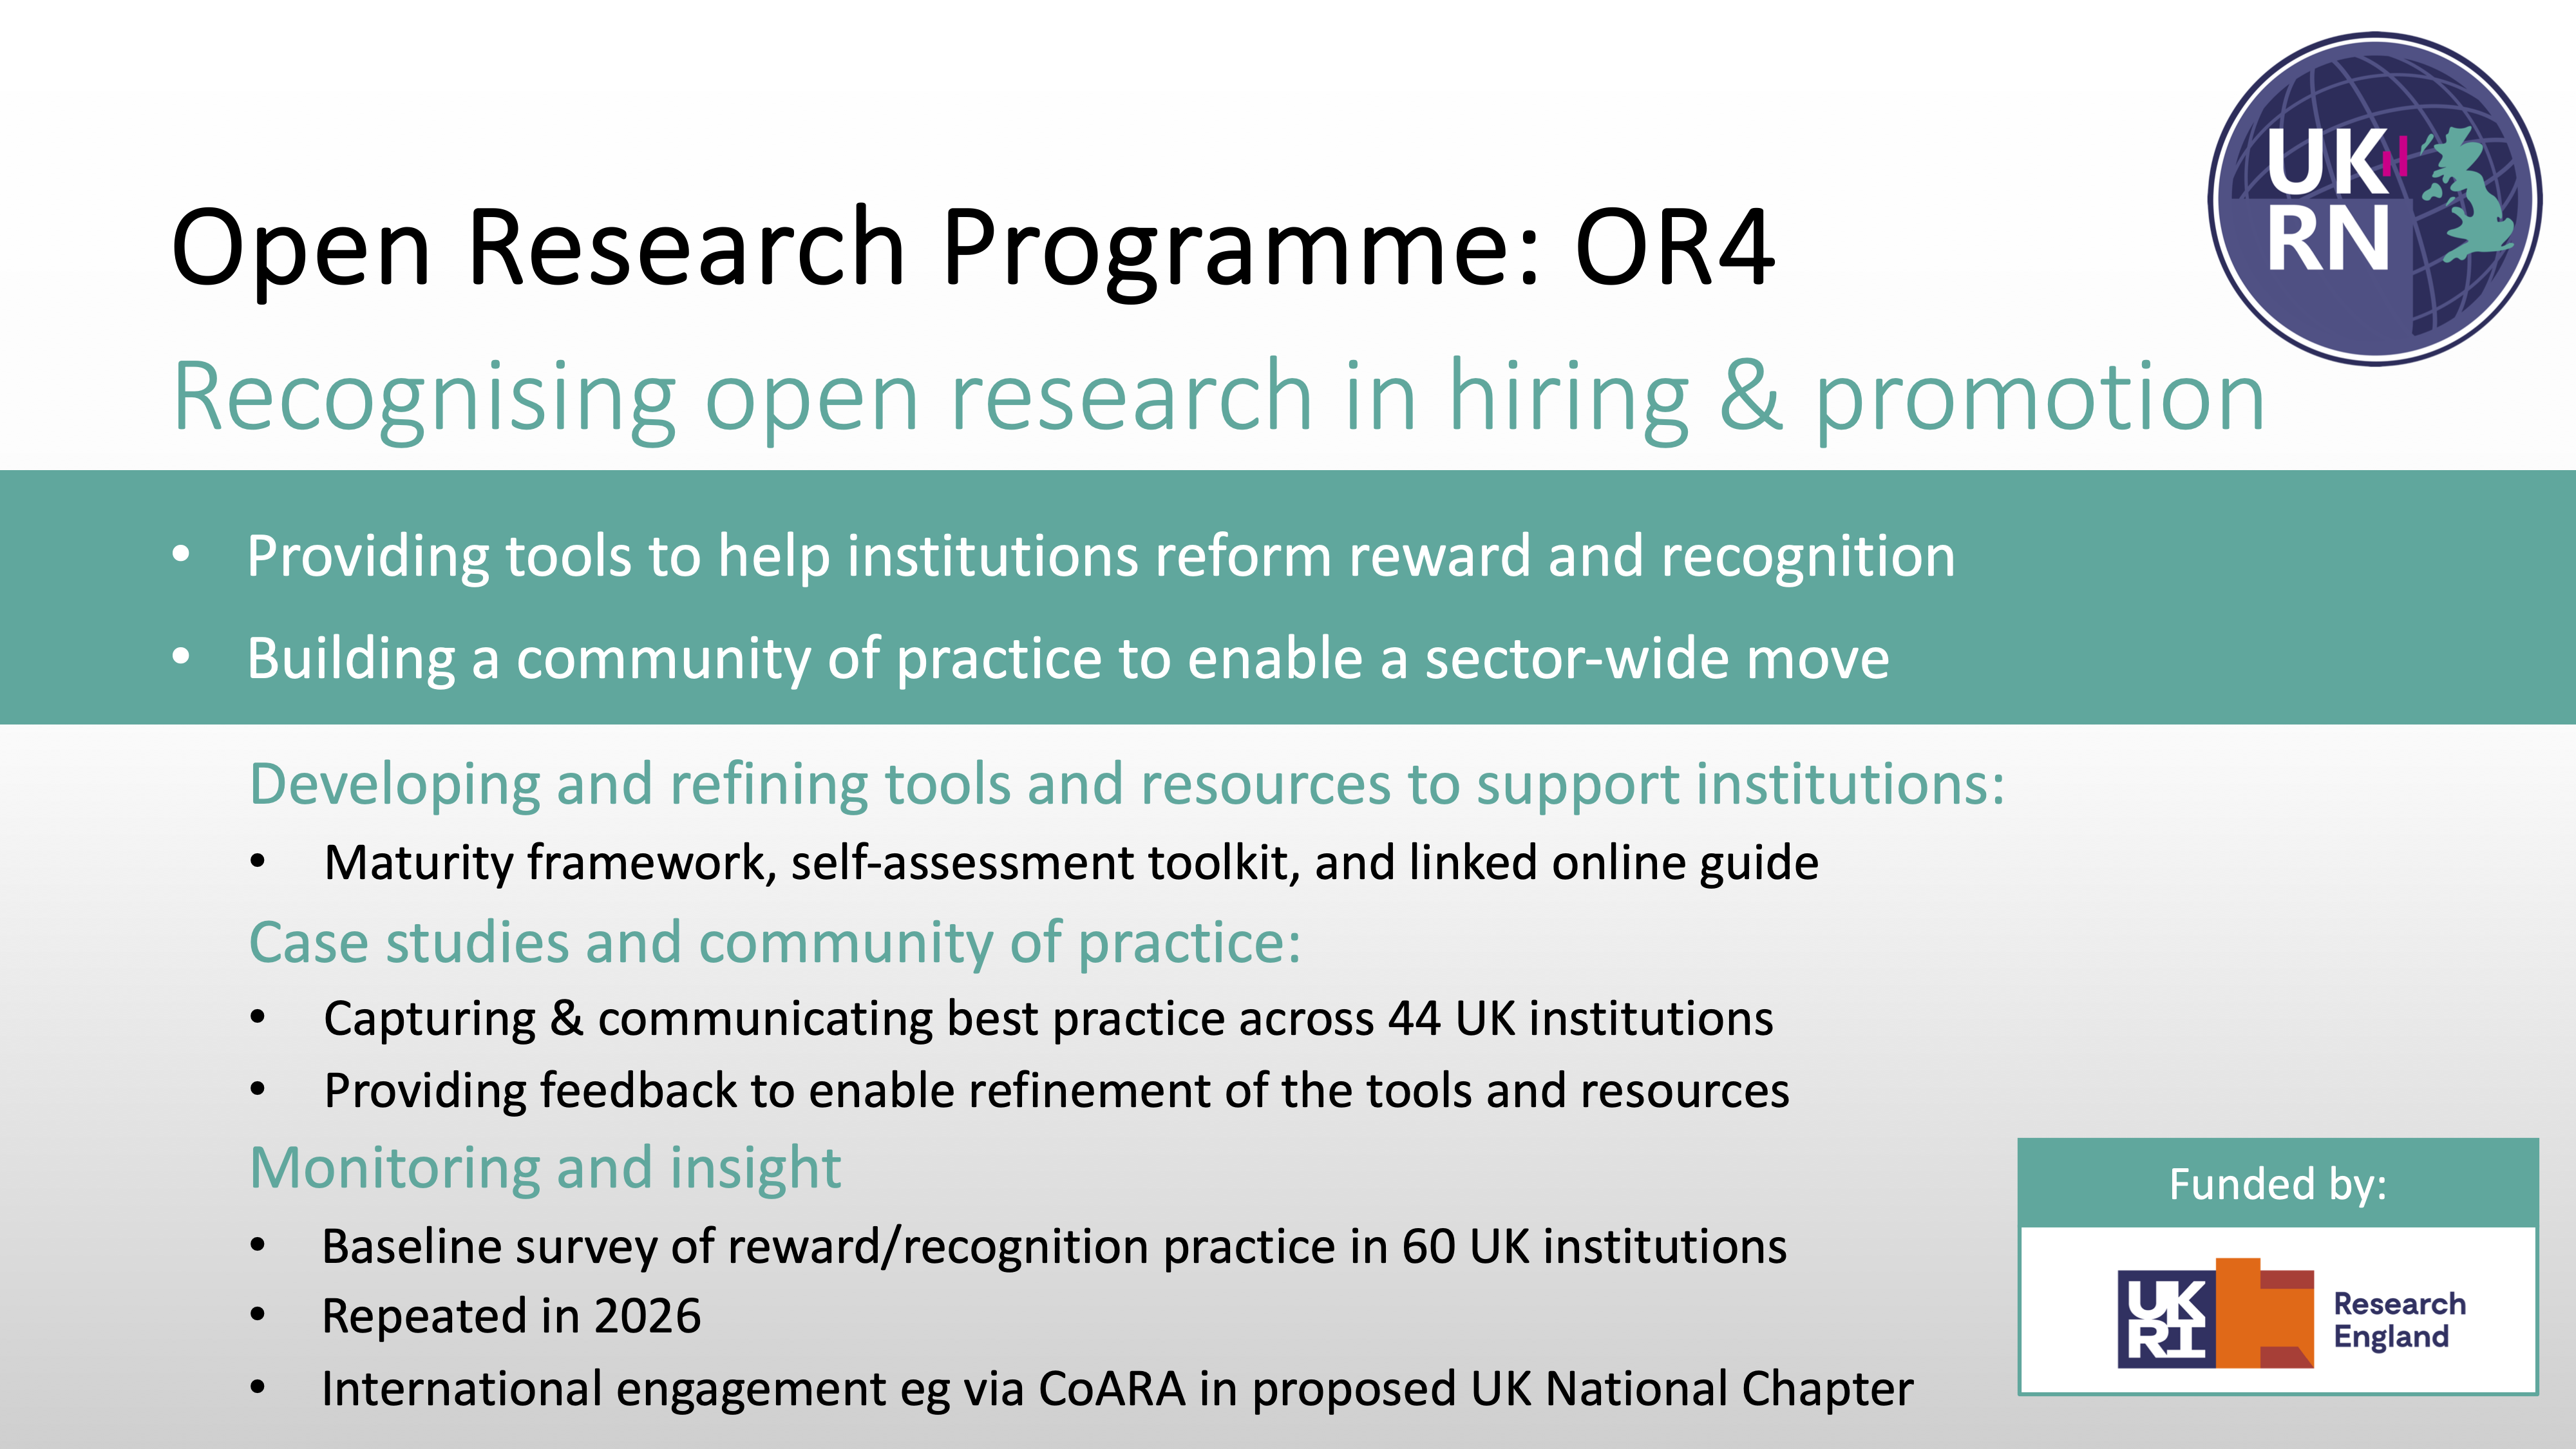 UK
RN
Open Research Programme: OR4
Recognising open research in hiring & promotion
• Providing tools to help institutions reform reward and recognition
• Building a community of practice to enable a sector-wide move
Developing and refining tools and resources to support institutions:
• Maturity framework, self-assessment toolkit, and linked online guide
Case studies and community of practice:
• Capturing & communicating best practice across 44 UK institutions
• Providing feedback to enable refinement of the tools and resources
Monitoring and insight
• Baseline survey of reward/recognition practice in 60 UK institutions
• Repeated in 2026
• International engagement eg via CoARA in proposed UK National Chapter
Funded by:
UK
RI
Research
England